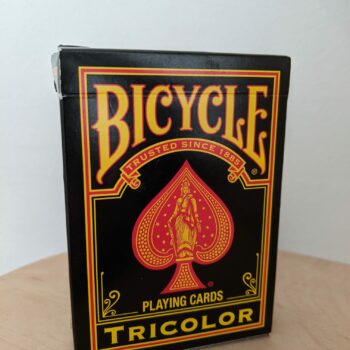 BICYCLE
TRUSTED SINCE 1885
®
®
PLAYING CARDS
TRICOLOR